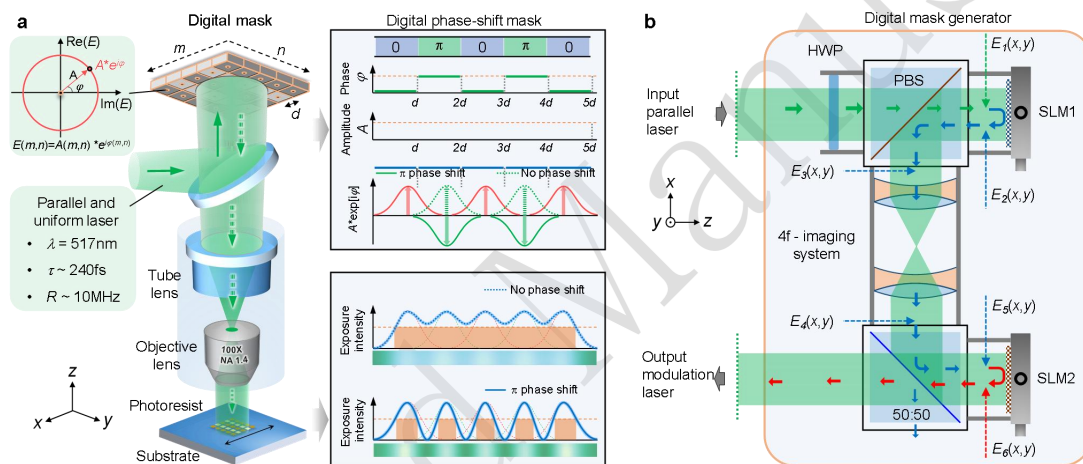 a
Digital mask
Re(E)
A
A*e^iφ
φ
Im(E)
E(m,n)=A(m,n) *e^iφ(m,n)
m
n
d
Parallel and
uniform laser
• λ = 517nm
• τ ~ 240fs
• R ~ 10MHz
Tube
lens
Objective
lens
100X
NA 1.4
Photoresist
Substrate
z
x
y
Digital phase-shift mask
0 π 0 π 0
Phase
φ
d 2d 3d 4d 5d
Amplitude
A
d 2d 3d 4d 5d
π phase shift
No phase shift
A*exp[iφ]
No phase shift
Exposure
intensity
π phase shift
Exposure
intensity
b
Digital mask generator
HWP
PBS
E1(x,y)
Input
parallel
laser
SLM1
E3(x,y)
E2(x,y)
x
y
z
4f - imaging
system
E4(x,y)
E5(x,y)
Output
modulation
laser
SLM2
50:50
E6(x,y)